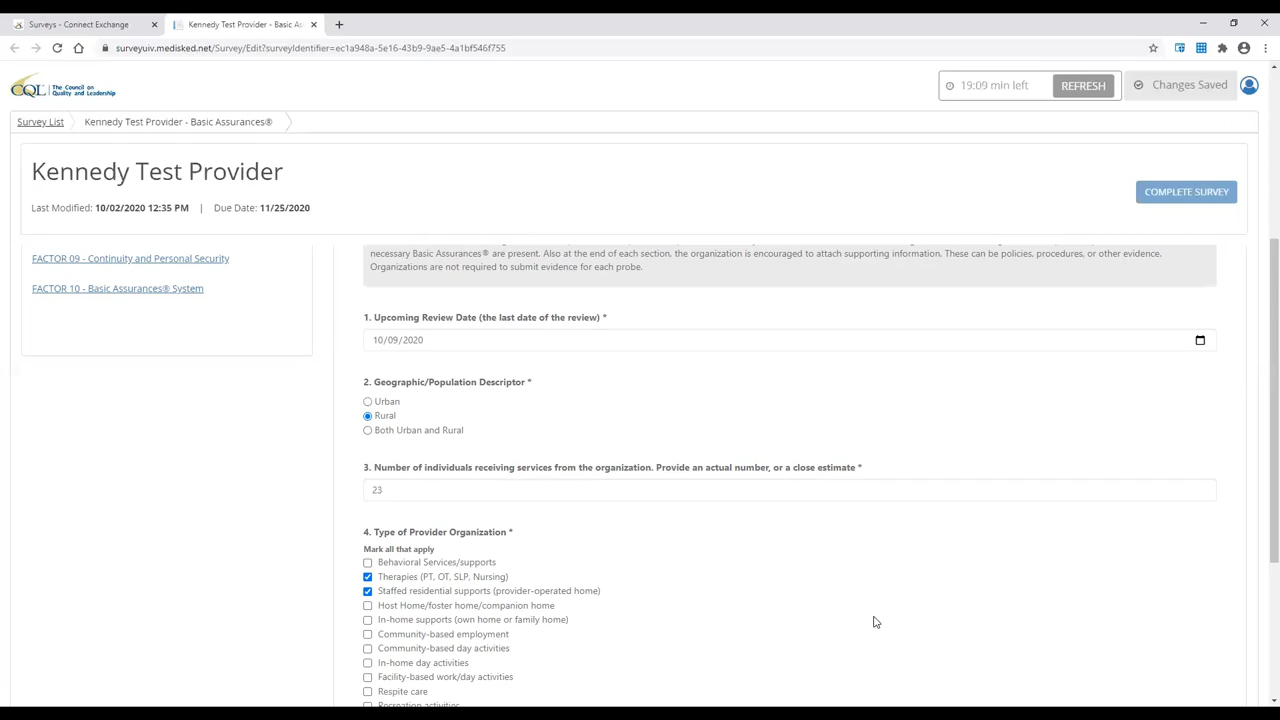 Surveys - Connect Exchange
Kennedy Test Provider - Basic As
surveyuiv.medisked.net/Survey/Edit?surveyIdentifier=ec1a948a-5e16-43b9-9ae5-4a1bf546f755
CQL The Council on
Quality and Leadership
19:09 min left
REFRESH
Changes Saved
Survey List
Kennedy Test Provider - Basic Assurances®
Kennedy Test Provider
Last Modified: 10/02/2020 12:35 PM | Due Date: 11/25/2020
COMPLETE SURVEY
FACTOR 09 - Continuity and Personal Security
FACTOR 10 - Basic Assurances® System
necessary Basic Assurances® are present. Also at the end of each section, the organization is encouraged to attach supporting information. These can be policies, procedures, or other evidence.
Organizations are not required to submit evidence for each probe.
1. Upcoming Review Date (the last date of the review) *
10/09/2020
2. Geographic/Population Descriptor *
Urban
Rural
Both Urban and Rural
3. Number of individuals receiving services from the organization. Provide an actual number, or a close estimate *
23
4. Type of Provider Organization *
Mark all that apply
Behavioral Services/supports
Therapies (PT, OT, SLP, Nursing)
Staffed residential supports (provider-operated home)
Host Home/foster home/companion home
In-home supports (own home or family home)
Community-based employment
Community-based day activities
In-home day activities
Facility-based work/day activities
Respite care
Recreation activities